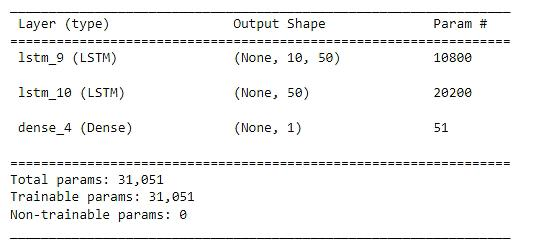 Layer (type) Output Shape Param #
lstm_9 (LSTM) (None, 10, 50) 10800
lstm_10 (LSTM) (None, 50) 20200
dense_4 (Dense) (None, 1) 51
Total params: 31,051
Trainable params: 31,051
Non-trainable params: 0